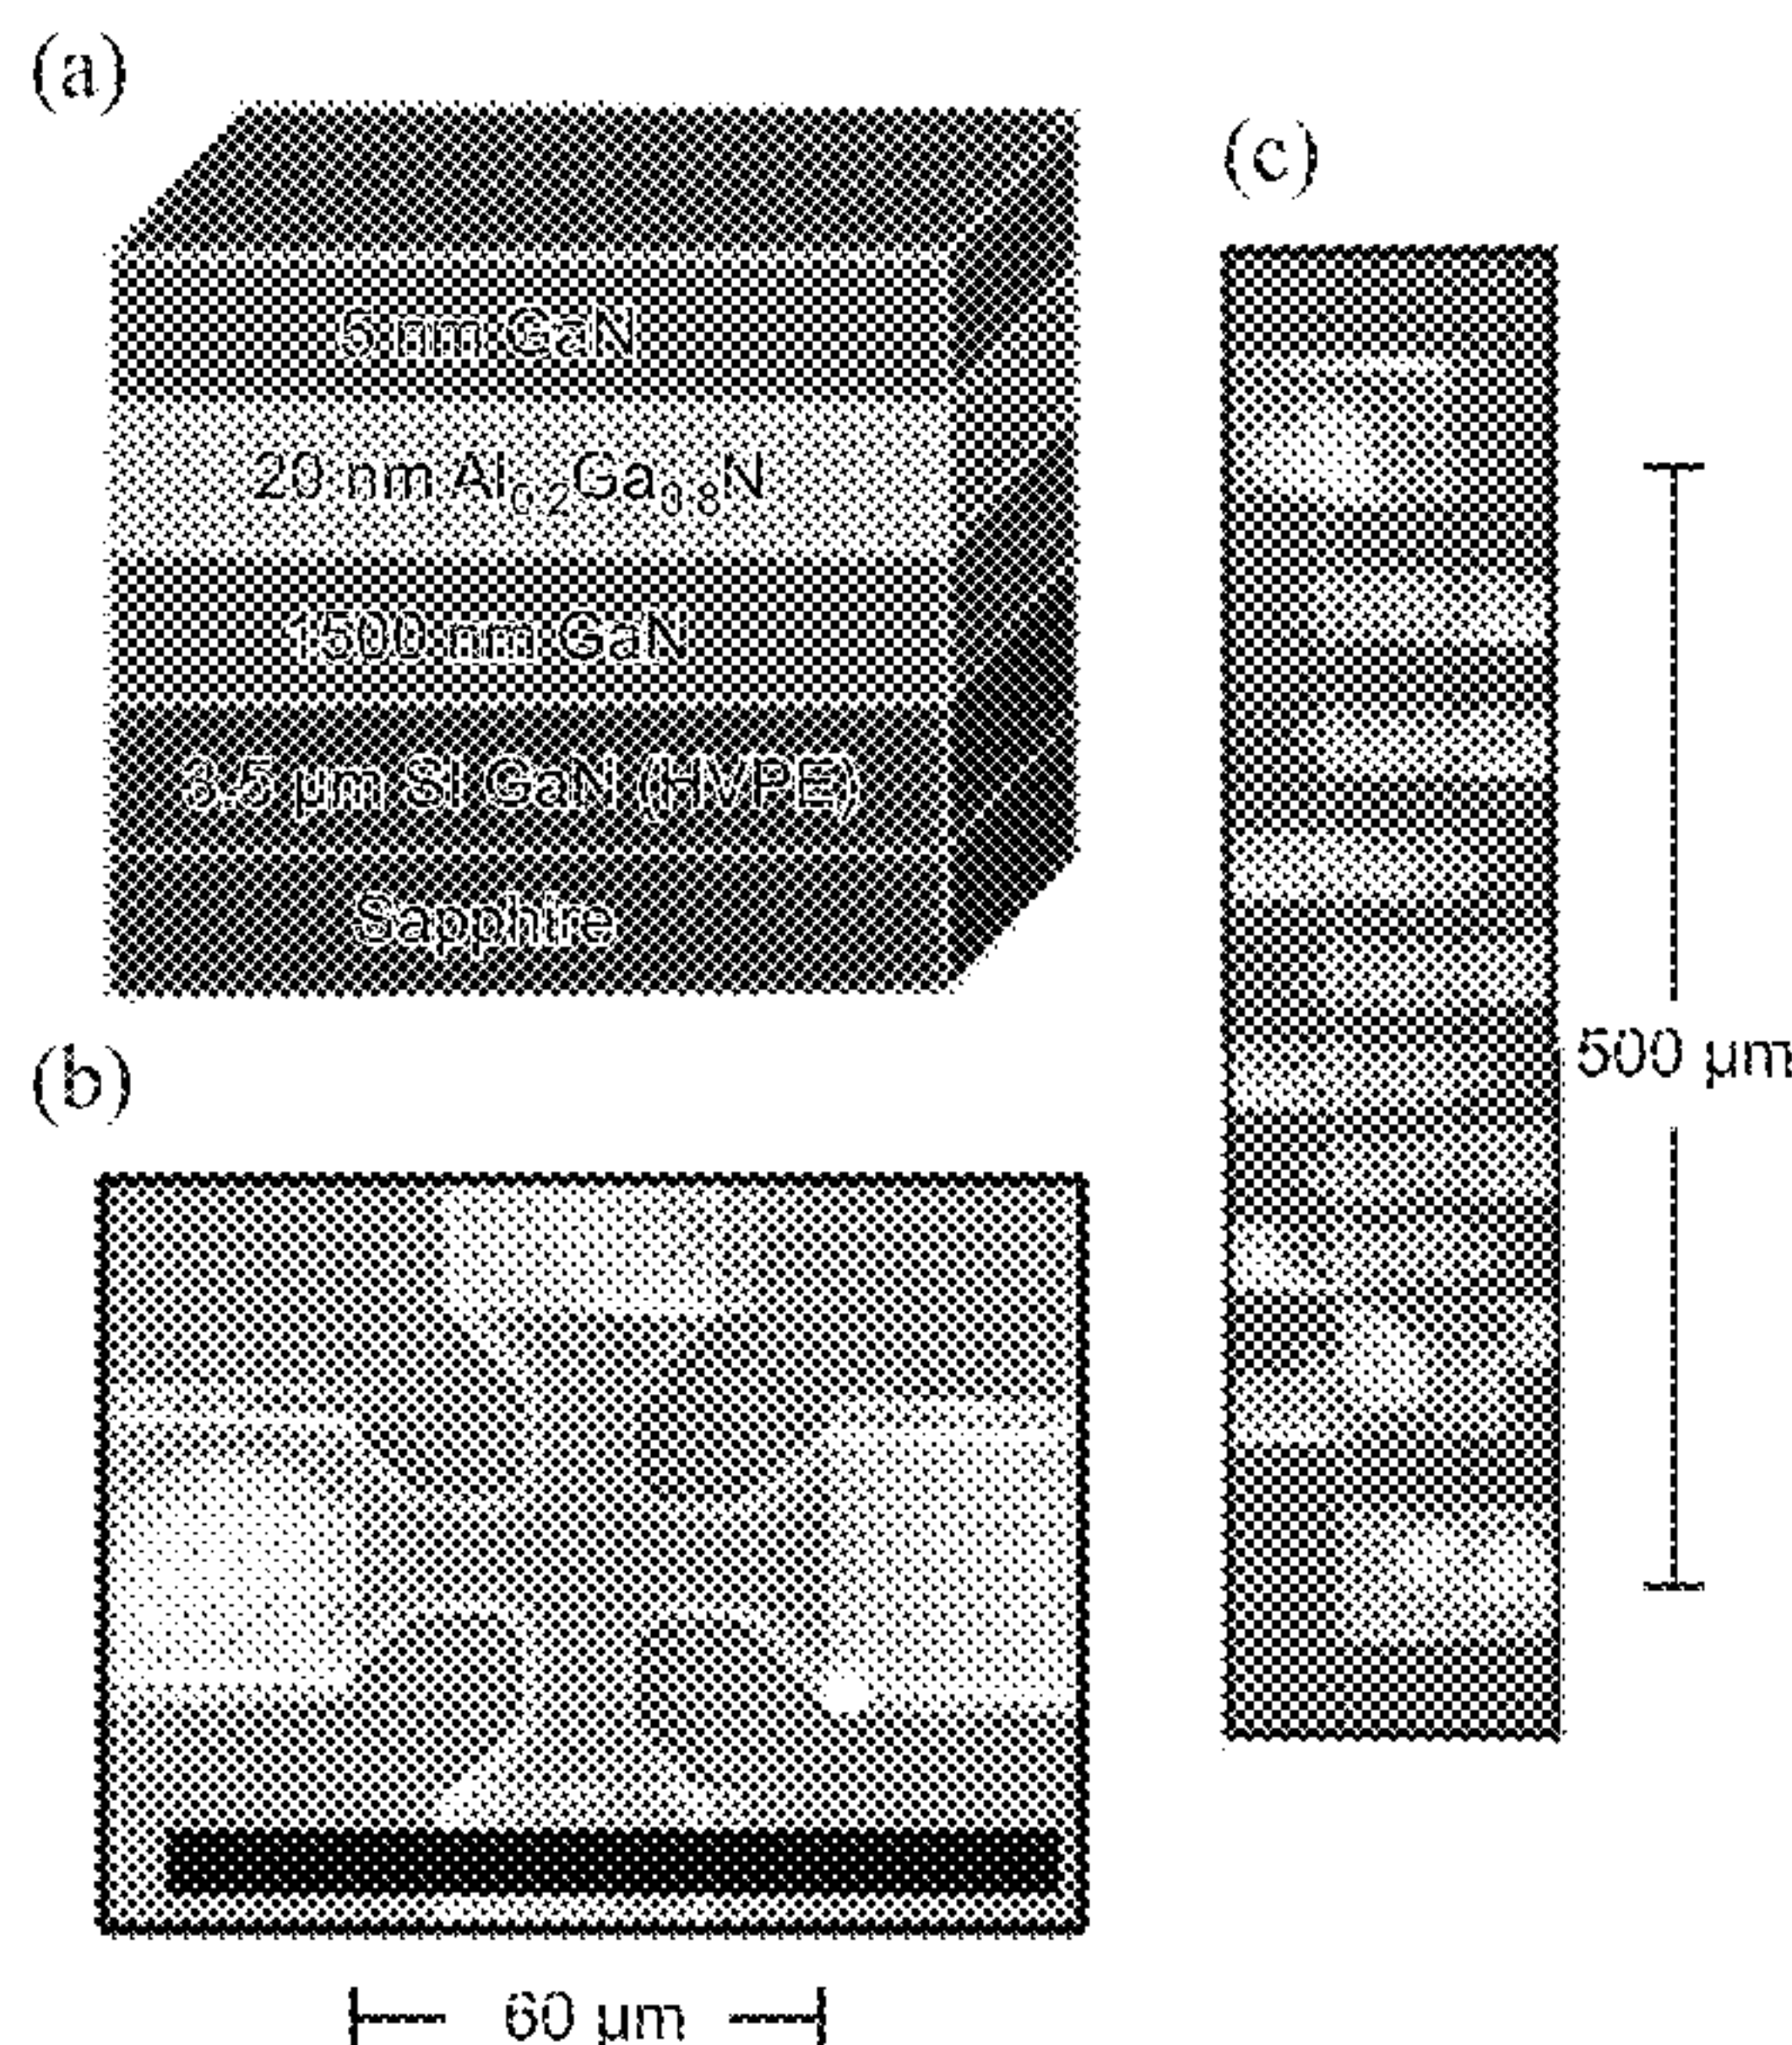 (a)
5 nm GaN
20 nm Al₀.₂Ga₀.₈N
1500 nm GaN
3.5 µm SI GaN (HVPE)
Sapphire
(b)
60 µm
(c)
500 µm